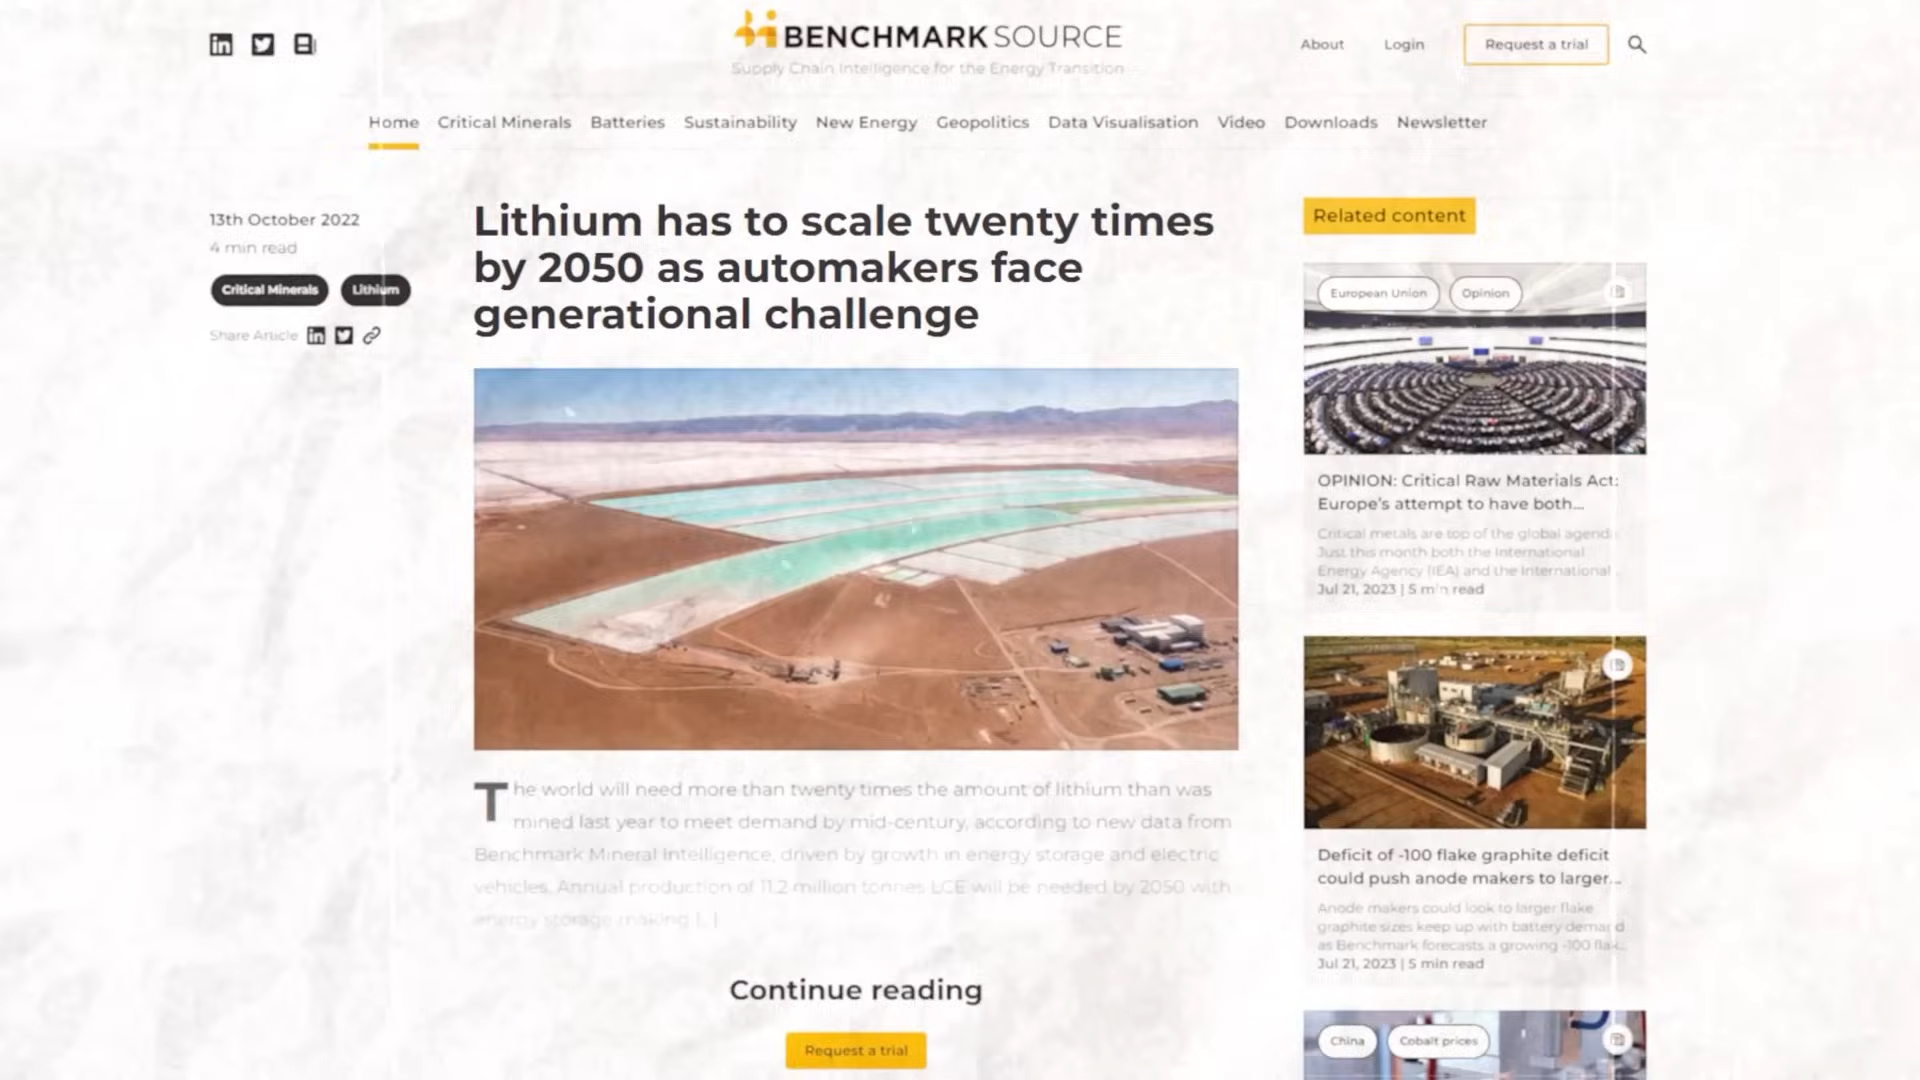 BENCHMARK SOURCE
Supply Chain Intelligence for the Energy Transition
About
Login
Request a trial
Home
Critical Minerals
Batteries
Sustainability
New Energy
Geopolitics
Data Visualisation
Video
Downloads
Newsletter
13th October 2022
4 min read
Critical Minerals
Lithium
Share Article
Lithium has to scale twenty times
by 2050 as automakers face
generational challenge
The world will need more than twenty times the amount of lithium than was
mined last year to meet demand by mid-century, according to new data from
Benchmark Mineral Intelligence, driven by growth in energy storage and electric
vehicles. Annual production of 11.2 million tonnes LCE will be needed by 2050 with
energy storage making [...]
Continue reading
Request a trial
Related content
European Union
Opinion
OPINION: Critical Raw Materials Act:
Europe's attempt to have both...
Critical metals are top of the global agenda.
Just this month both the International
Energy Agency (IEA) and the International
Jul 21, 2023 | 5 min read
Deficit of -100 flake graphite deficit
could push anode makers to larger...
Anode makers could look to larger flake
graphite sizes keep up with battery demand
as Benchmark forecasts a growing -100 flak...
Jul 21, 2023 | 5 min read
China
Cobalt prices